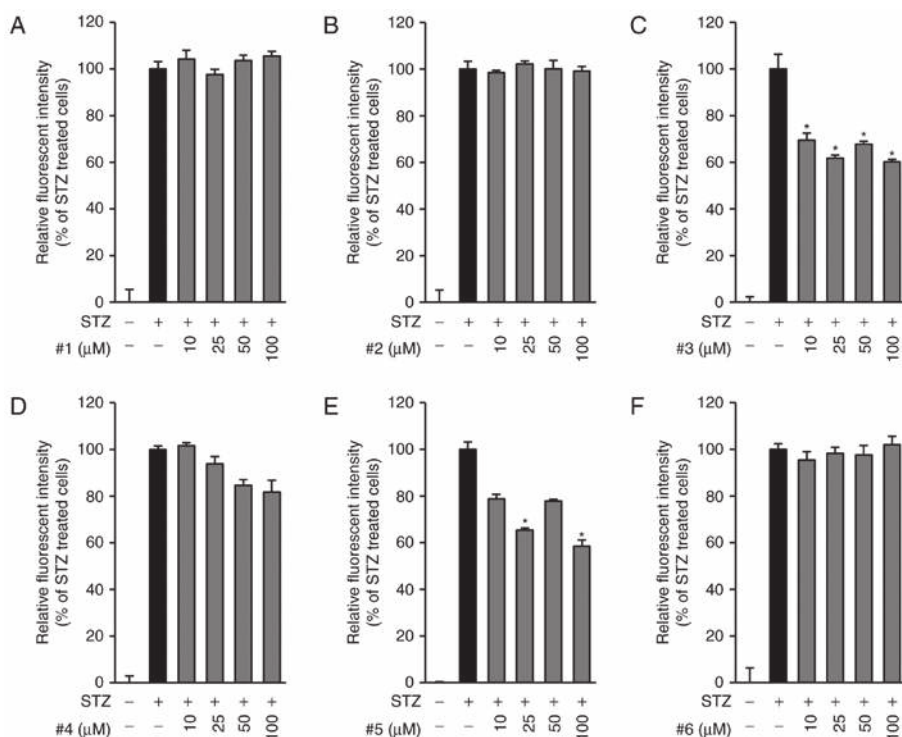 A
Relative fluorescent intensity
(% of STZ treated cells)
120
100
80
60
40
20
0
STZ – + + + + +
#1 (µM) – – 10 25 50 100
B
Relative fluorescent intensity
(% of STZ treated cells)
120
100
80
60
40
20
0
STZ – + + + + +
#2 (µM) – – 10 25 50 100
C
Relative fluorescent intensity
(% of STZ treated cells)
120
100
80
60
40
20
0
* * * *
STZ – + + + + +
#3 (µM) – – 10 25 50 100
D
Relative fluorescent intensity
(% of STZ treated cells)
120
100
80
60
40
20
0
STZ – + + + + +
#4 (µM) – – 10 25 50 100
E
Relative fluorescent intensity
(% of STZ treated cells)
120
100
80
60
40
20
0
* *
STZ – + + + + +
#5 (µM) – – 10 25 50 100
F
Relative fluorescent intensity
(% of STZ treated cells)
120
100
80
60
40
20
0
STZ – + + + + +
#6 (µM) – – 10 25 50 100